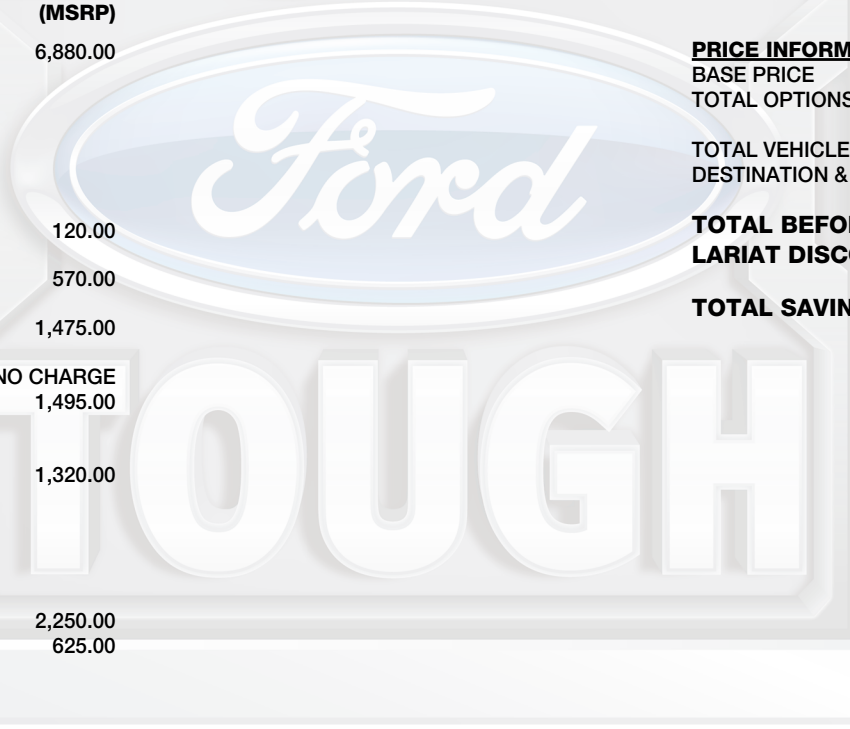 (MSRP)
6,880.00
120.00
570.00
1,475.00
NO CHARGE
1,495.00
1,320.00
2,250.00
625.00
PRICE INFORM
BASE PRICE
TOTAL OPTIONS
TOTAL VEHICLE
DESTINATION &
TOTAL BEFO
LARIAT DISC
TOTAL SAVIN
Ford
TOUGH